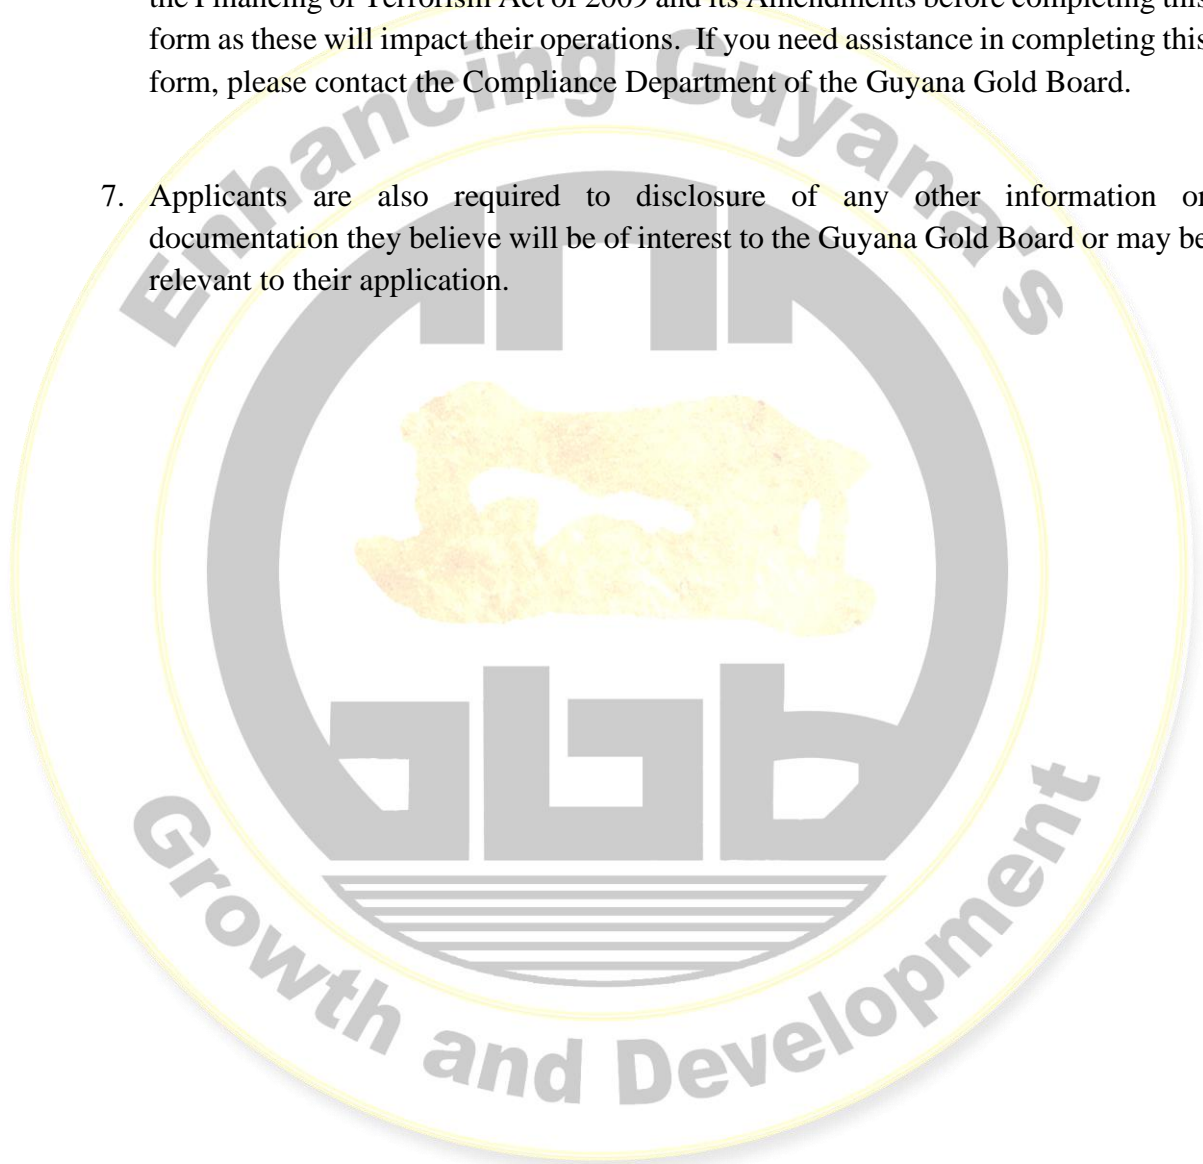 the Financing of Terrorism Act of 2009 and its Amendments before completing this
form as these will impact their operations.  If you need assistance in completing this
form, please contact the Compliance Department of the Guyana Gold Board.
7. Applicants are also required to disclosure of any other information or
documentation they believe will be of interest to the Guyana Gold Board or may be
relevant to their application.
Enhancing Guyana's
ggb
Growth and Development